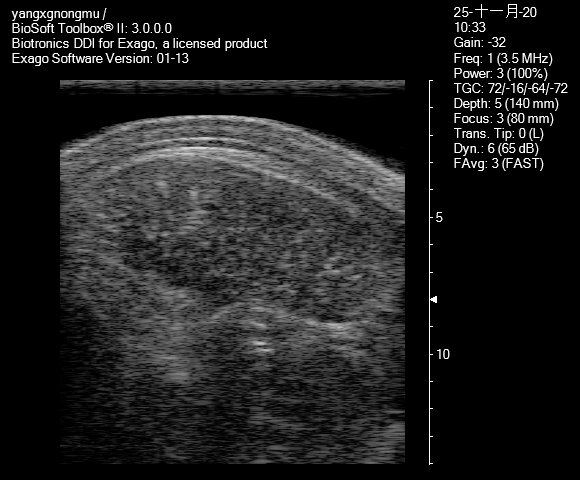 yangxgnongmu /
BioSoft Toolbox® II: 3.0.0.0
Biotronics DDI for Exago, a licensed product
Exago Software Version: 01-13
25-十一月-20
10:33
Gain: -32
Freq: 1 (3.5 MHz)
Power: 3 (100%)
TGC: 72/-16/-64/-72
Depth: 5 (140 mm)
Focus: 3 (80 mm)
Trans. Tip: 0 (L)
Dyn.: 6 (65 dB)
FAvg: 3 (FAST)
5
10